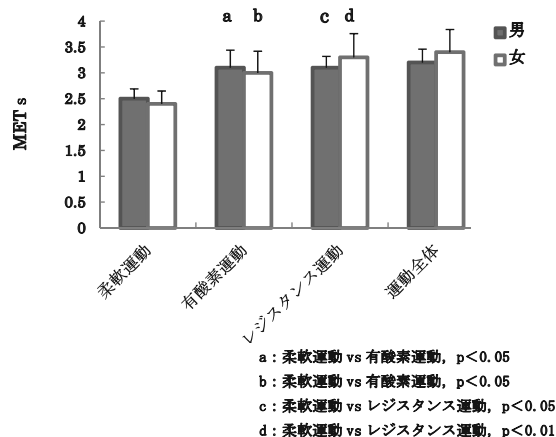 a b c d
男
女
METs
4
3.5
3
2.5
2
1.5
1
0.5
0
柔軟運動
有酸素運動
レジスタンス運動
運動全体
a：柔軟運動 vs 有酸素運動, p＜0.05
b：柔軟運動 vs 有酸素運動, p＜0.05
c：柔軟運動 vs レジスタンス運動, p＜0.05
d：柔軟運動 vs レジスタンス運動, p＜0.01